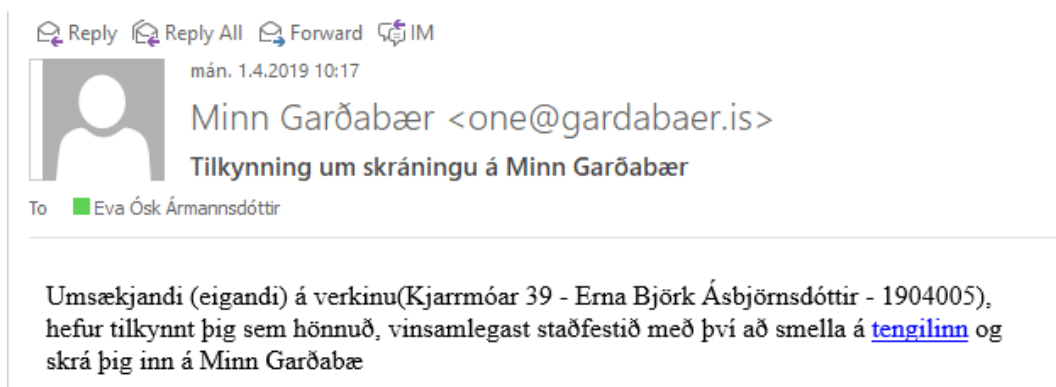 Reply Reply All Forward IM
mán. 1.4.2019 10:17
Minn Garðabær <one@gardabaer.is>
Tilkynning um skráningu á Minn Garðabær
To Eva Ósk Ármannsdóttir
Umsækjandi (eigandi) á verkinu(Kjarrmóar 39 - Erna Björk Ásbjörnsdóttir - 1904005),
hefur tilkynnt þig sem hönnuð, vinsamlegast staðfestið með því að smella á tengilinn og
skrá þig inn á Minn Garðabæ